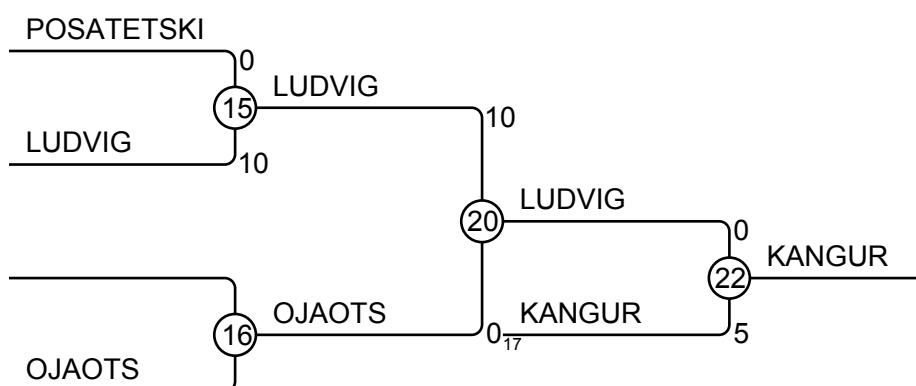 POSATETSKI
0
15
LUDVIG
10
LUDVIG
10
20
LUDVIG
0
22
KANGUR
16
OJAOTS
0
17
KANGUR
5
OJAOTS